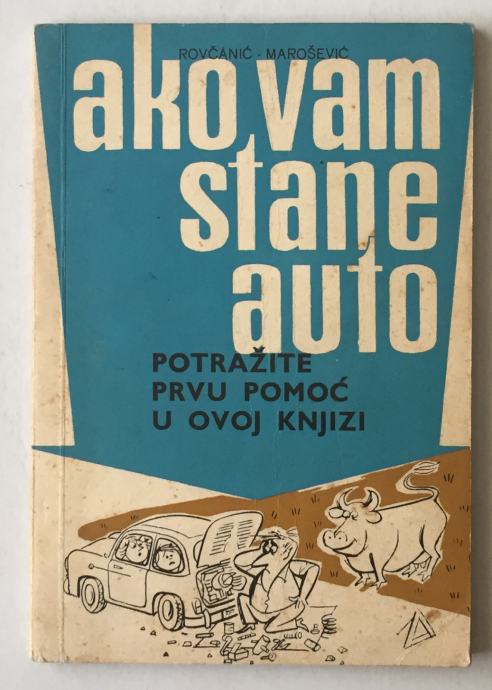 ROVČANIĆ - MAROŠEVIĆ
ako vam
stane
auto
POTRAŽITE
PRVU POMOĆ
U OVOJ KNJIZI